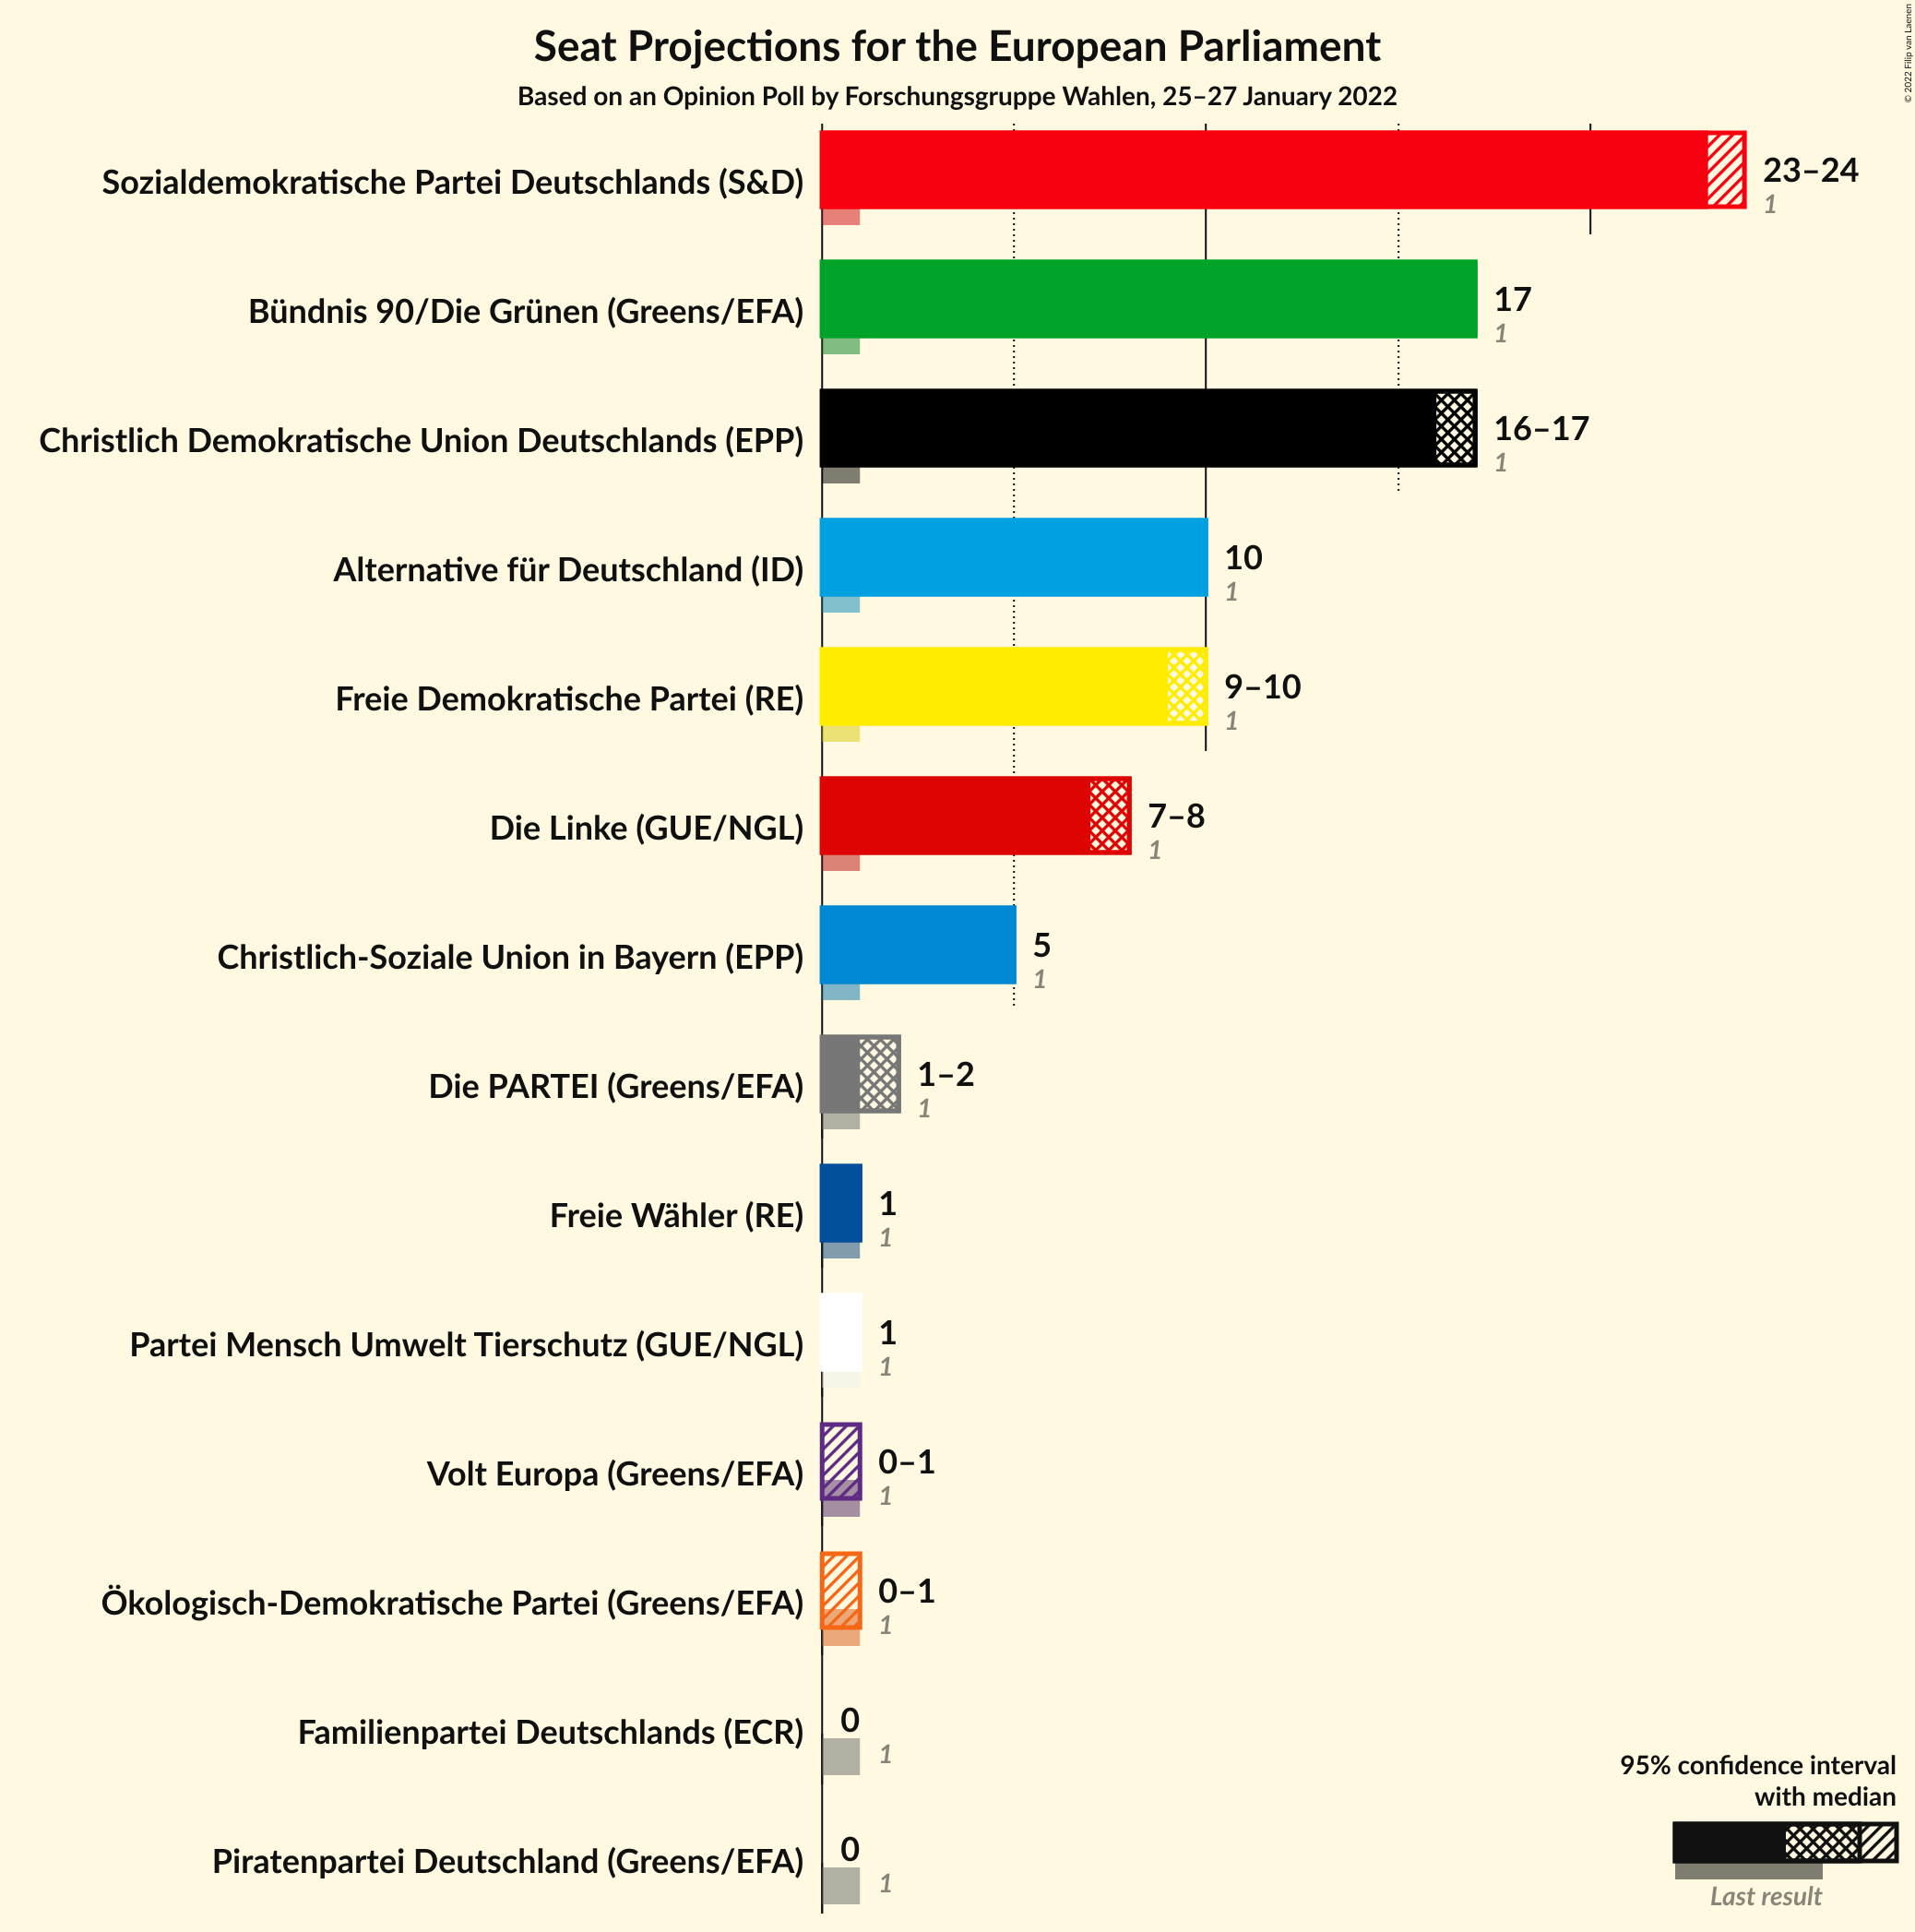 Seat Projections for the European Parliament
Based on an Opinion Poll by Forschungsgruppe Wahlen, 25–27 January 2022
© 2022 Filip van Laenen
Sozialdemokratische Partei Deutschlands (S&D)
23–24
1
Bündnis 90/Die Grünen (Greens/EFA)
17
1
Christlich Demokratische Union Deutschlands (EPP)
16–17
1
Alternative für Deutschland (ID)
10
1
Freie Demokratische Partei (RE)
9–10
1
Die Linke (GUE/NGL)
7–8
1
Christlich-Soziale Union in Bayern (EPP)
5
1
Die PARTEI (Greens/EFA)
1–2
1
Freie Wähler (RE)
1
1
Partei Mensch Umwelt Tierschutz (GUE/NGL)
1
1
Volt Europa (Greens/EFA)
0–1
1
Ökologisch-Demokratische Partei (Greens/EFA)
0–1
1
Familienpartei Deutschlands (ECR)
0
1
Piratenpartei Deutschland (Greens/EFA)
0
1
95% confidence interval
with median
Last result